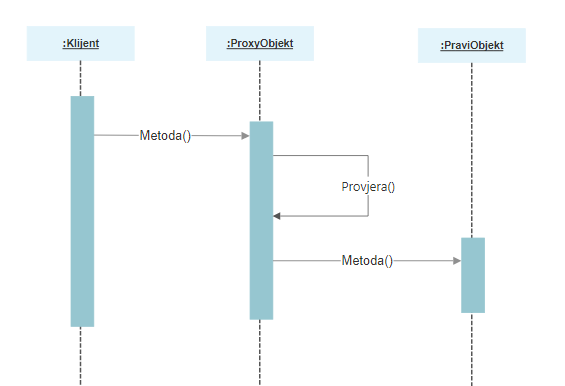 :Klijent
:ProxyObjekt
:PraviObjekt
Metoda()
Provjera()
Metoda()